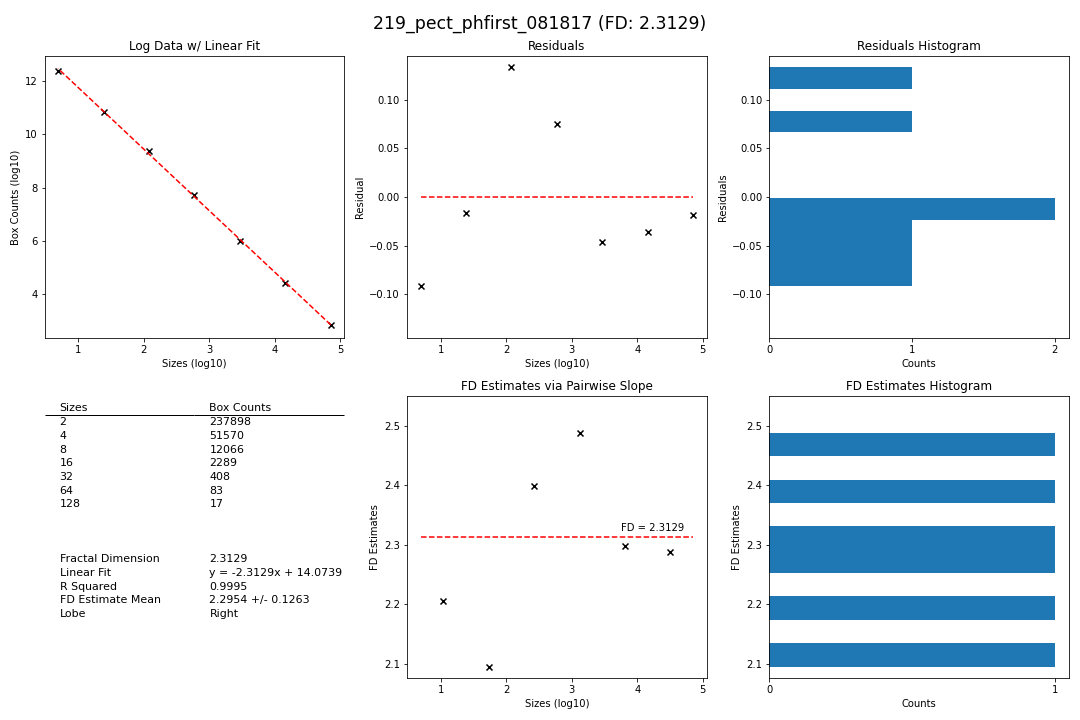 219_pect_phfirst_081817 (FD: 2.3129)
Log Data w/ Linear Fit
Box Counts (log10)
12
10
8
6
4
1 2 3 4 5
Sizes (log10)
Residuals
Residual
0.10
0.05
0.00
−0.05
−0.10
1 2 3 4 5
Sizes (log10)
Residuals Histogram
Residuals
0.10
0.05
0.00
−0.05
−0.10
0 1 2
Counts
Sizes Box Counts
2 237898
4 51570
8 12066
16 2289
32 408
64 83
128 17
Fractal Dimension 2.3129
Linear Fit y = -2.3129x + 14.0739
R Squared 0.9995
FD Estimate Mean 2.2954 +/- 0.1263
Lobe Right
FD Estimates via Pairwise Slope
FD Estimates
2.5
2.4
2.3
2.2
2.1
FD = 2.3129
1 2 3 4 5
Sizes (log10)
FD Estimates Histogram
FD Estimates
2.5
2.4
2.3
2.2
2.1
0 1
Counts